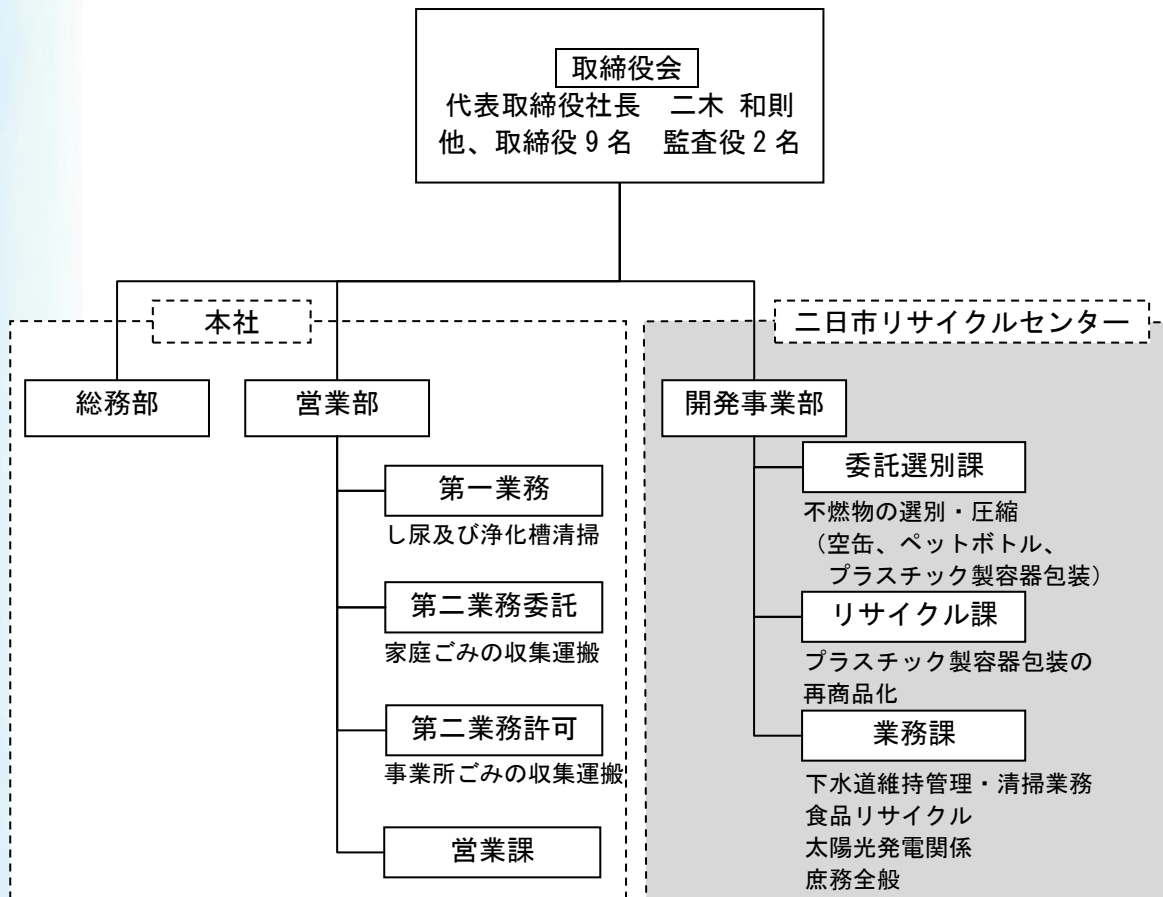 取締役会
代表取締役社長　二木 和則
他、取締役9名　監査役2名
本社
総務部
営業部
第一業務
し尿及び浄化槽清掃
第二業務委託
家庭ごみの収集運搬
第二業務許可
事業所ごみの収集運搬
営業課
二日市リサイクルセンター
開発事業部
委託選別課
不燃物の選別・圧縮
（空缶、ペットボトル、
プラスチック製容器包装）
リサイクル課
プラスチック製容器包装の
再商品化
業務課
下水道維持管理・清掃業務
食品リサイクル
太陽光発電関係
庶務全般